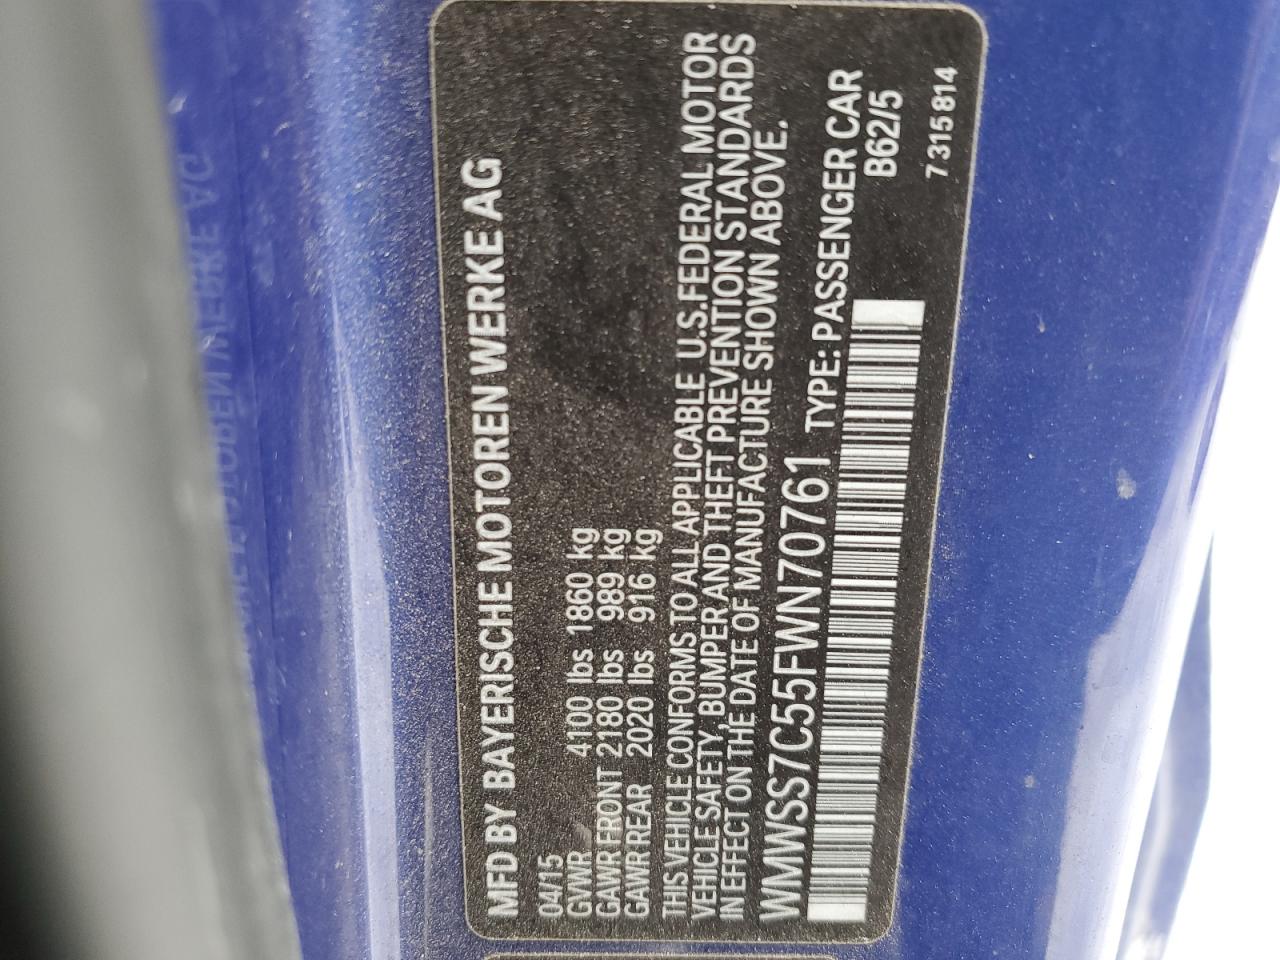 MFD BY BAYERISCHE MOTOREN WERKE AG
04/15
GVWR 4100 lbs 1860 kg
GAWR FRONT 2180 lbs 989 kg
GAWR REAR 2020 lbs 916 kg
THIS VEHICLE CONFORMS TO ALL APPLICABLE U.S.FEDERAL MOTOR
VEHICLE SAFETY, BUMPER AND THEFT PREVENTION STANDARDS
IN EFFECT ON THE DATE OF MANUFACTURE SHOWN ABOVE.
WMWSS7C55FWN70761 TYPE: PASSENGER CAR
B62/5
7 315 814